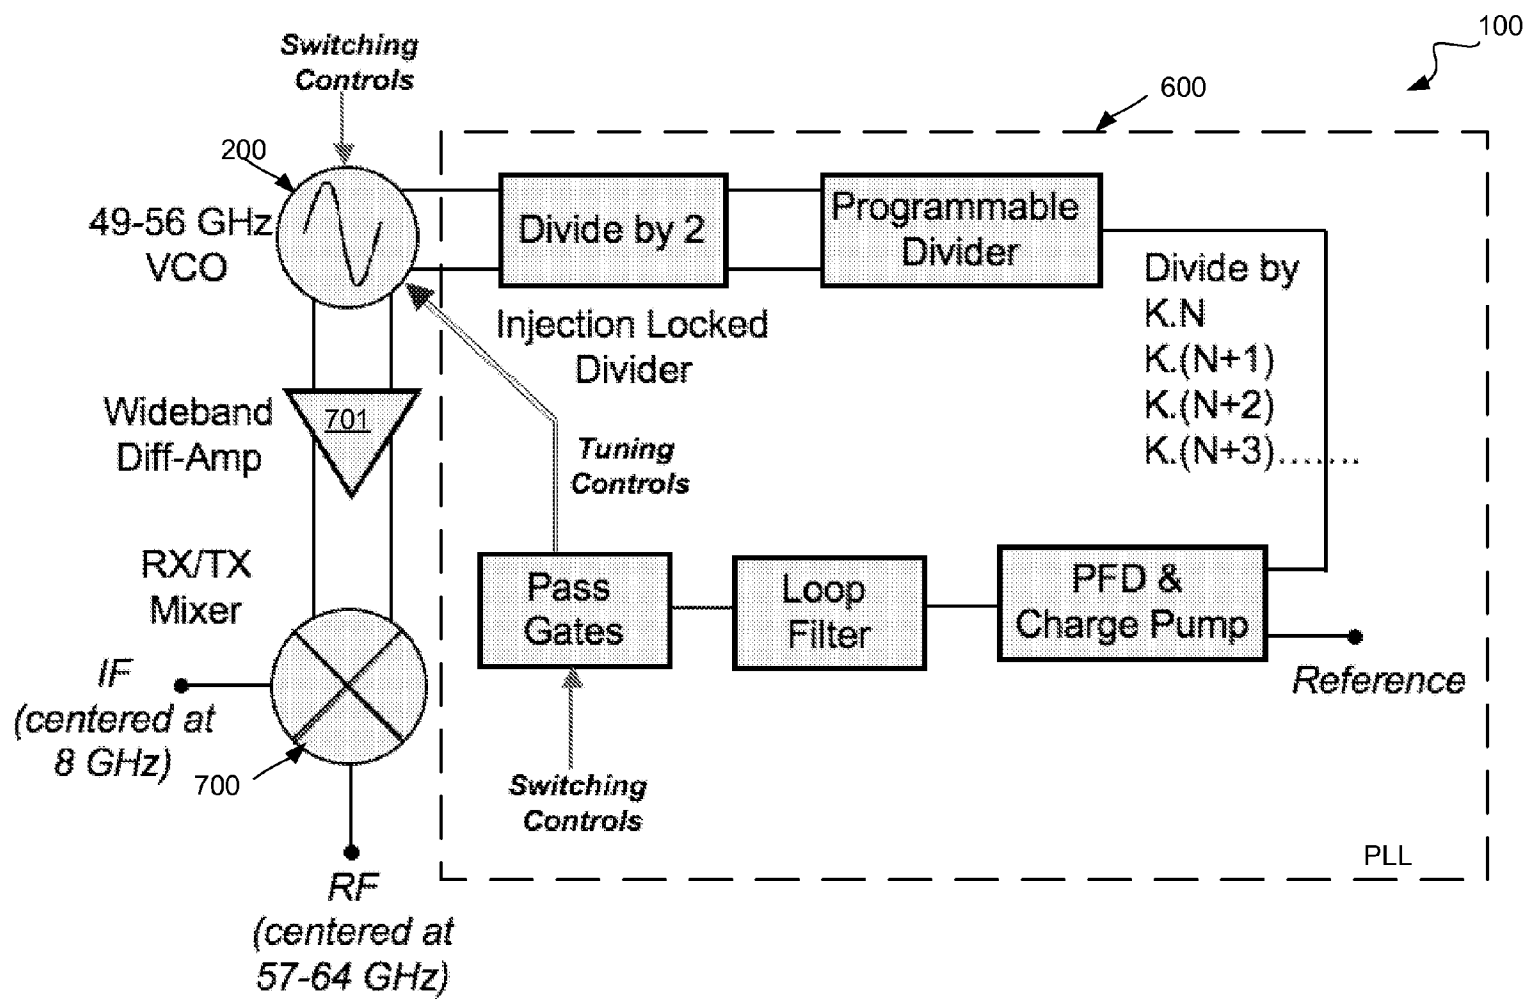 100
600
Switching
Controls
200
49-56 GHz
VCO
Divide by 2
Programmable
Divider
Injection Locked
Divider
Divide by
K.N
K.(N+1)
K.(N+2)
K.(N+3).......
Wideband
Diff-Amp
701
Tuning
Controls
RX/TX
Mixer
Pass
Gates
Loop
Filter
PFD &
Charge Pump
Reference
IF
(centered at
8 GHz)
700
Switching
Controls
RF
(centered at
57-64 GHz)
PLL